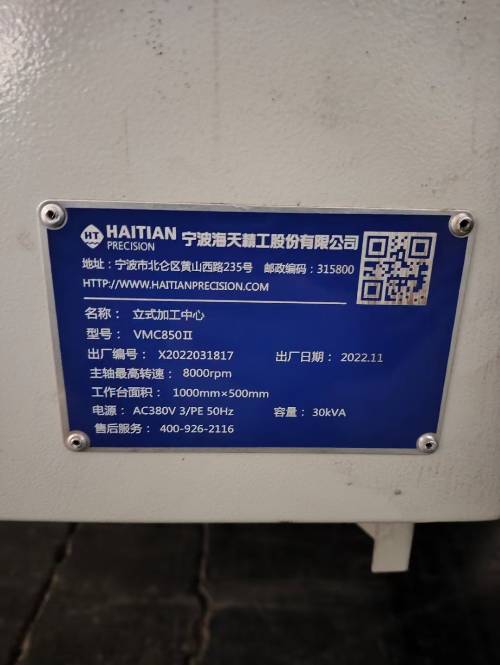 HT HAITIAN PRECISION 宁波海天精工股份有限公司
地址：宁波市北仑区黄山西路235号 邮政编码：315800
HTTP://WWW.HAITIANPRECISION.COM
名称： 立式加工中心
型号： VMC850Ⅱ
出厂编号： X2022031817 出厂日期： 2022.11
主轴最高转速： 8000rpm
工作台面积： 1000mm×500mm
电源： AC380V 3/PE 50Hz 容量： 30kVA
售后服务： 400-926-2116